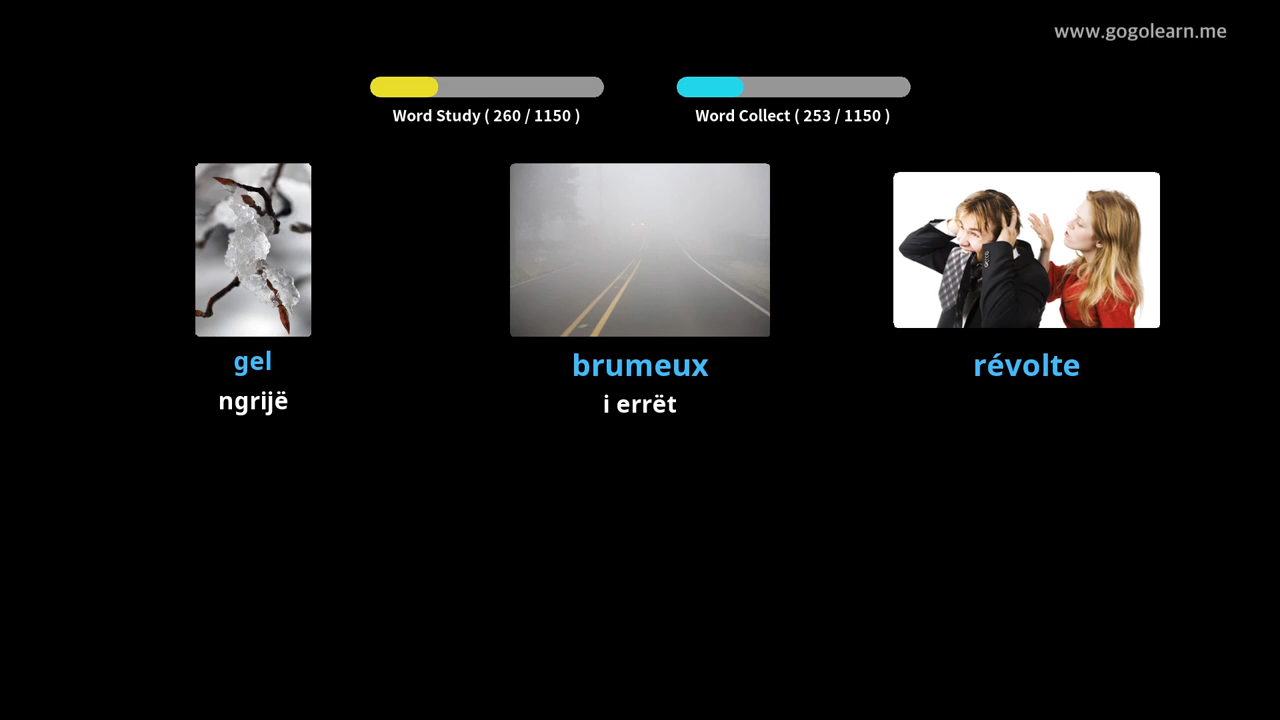 www.gogolearn.me
Word Study ( 260 / 1150 )
Word Collect ( 253 / 1150 )
gel
ngrijë
brumeux
i errët
révolte